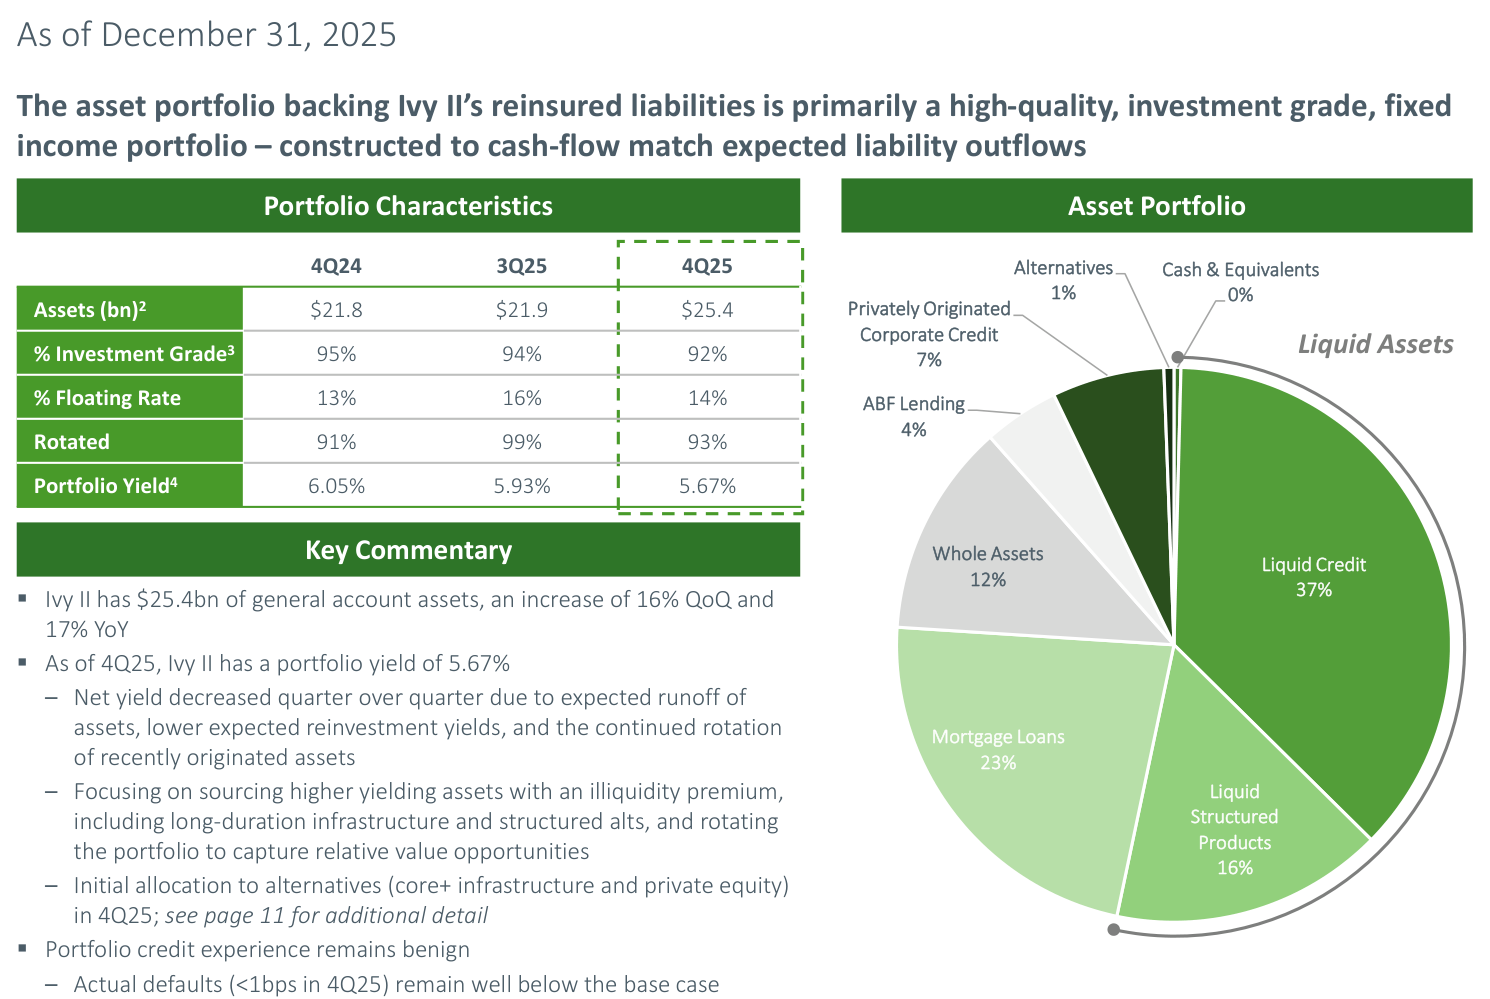 As of December 31, 2025
The asset portfolio backing Ivy II’s reinsured liabilities is primarily a high-quality, investment grade, fixed
income portfolio – constructed to cash-flow match expected liability outflows
Portfolio Characteristics
4Q24 3Q25 4Q25
Assets (bn)² $21.8 $21.9 $25.4
% Investment Grade³ 95% 94% 92%
% Floating Rate 13% 16% 14%
Rotated 91% 99% 93%
Portfolio Yield⁴ 6.05% 5.93% 5.67%
Key Commentary
▪ Ivy II has $25.4bn of general account assets, an increase of 16% QoQ and
17% YoY
▪ As of 4Q25, Ivy II has a portfolio yield of 5.67%
– Net yield decreased quarter over quarter due to expected runoff of
assets, lower expected reinvestment yields, and the continued rotation
of recently originated assets
– Focusing on sourcing higher yielding assets with an illiquidity premium,
including long-duration infrastructure and structured alts, and rotating
the portfolio to capture relative value opportunities
– Initial allocation to alternatives (core+ infrastructure and private equity)
in 4Q25; see page 11 for additional detail
▪ Portfolio credit experience remains benign
– Actual defaults (<1bps in 4Q25) remain well below the base case
Asset Portfolio
Alternatives
1%
Cash & Equivalents
0%
Privately Originated
Corporate Credit
7%
Liquid Assets
ABF Lending
4%
Whole Assets
12%
Liquid Credit
37%
Mortgage Loans
23%
Liquid
Structured
Products
16%